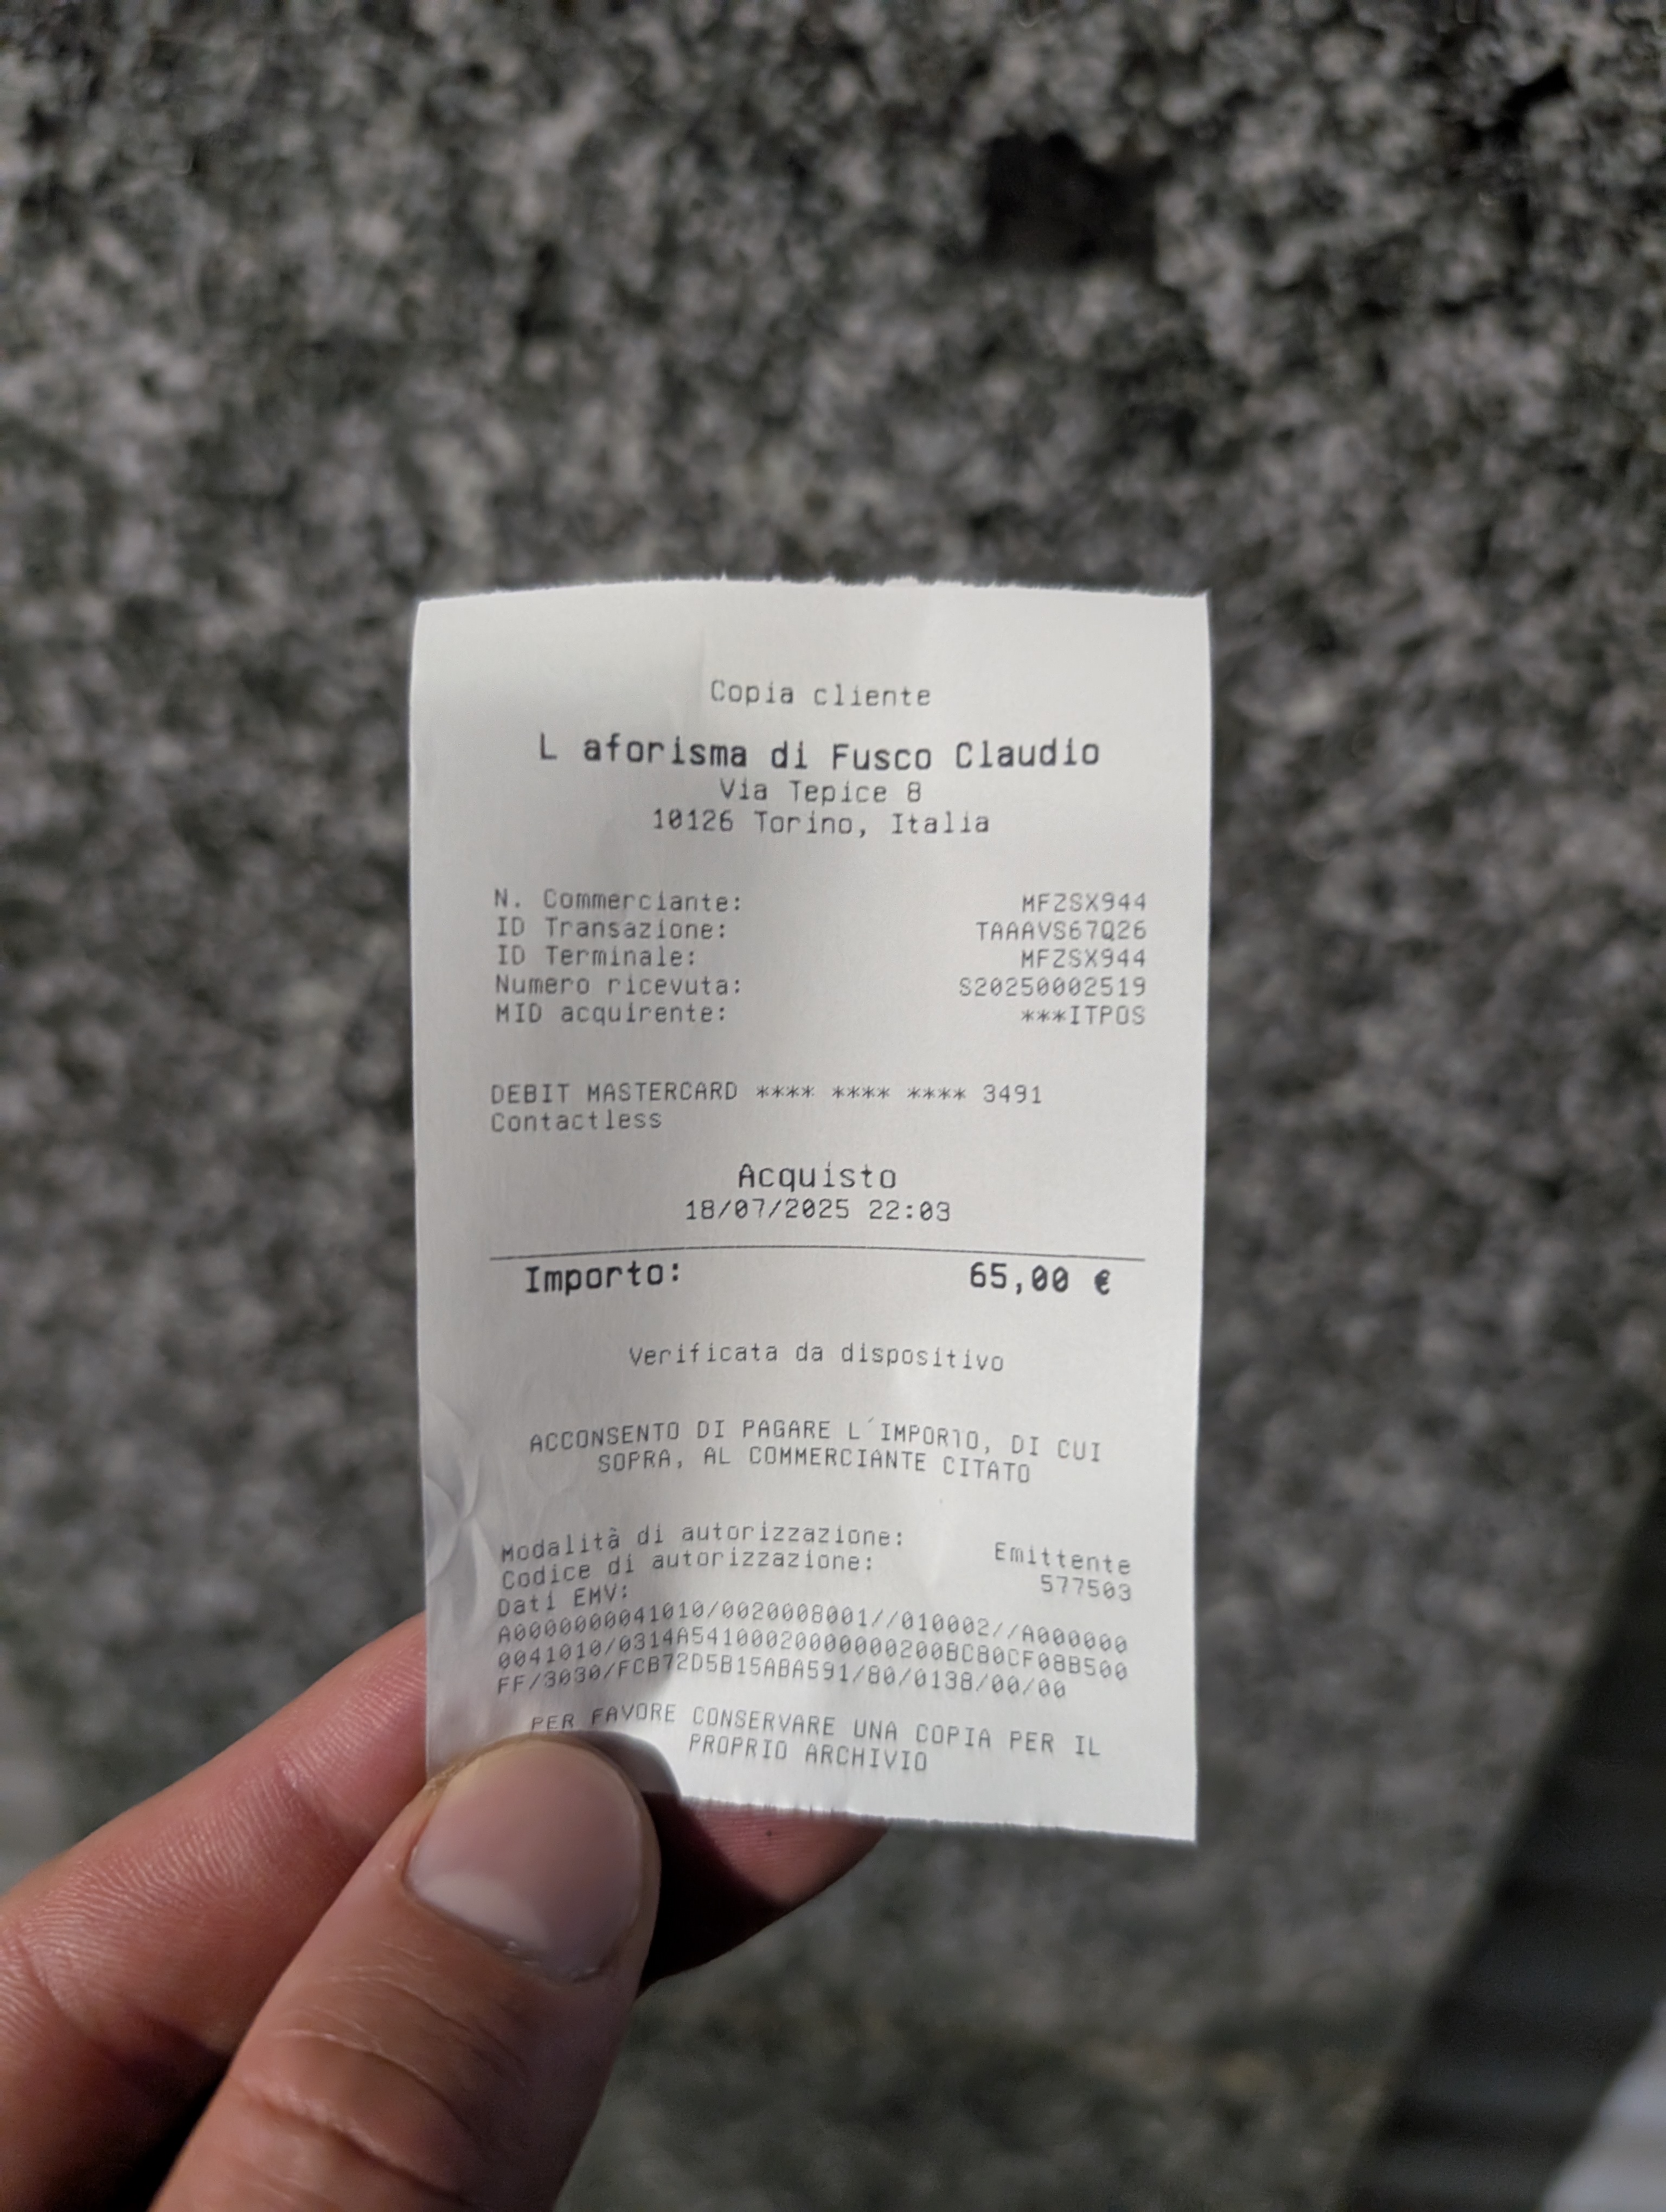 Copia cliente
L aforisma di Fusco Claudio
Via Tepice 8
10126 Torino, Italia
N. Commerciante: MFZSX944
ID Transazione: TAAAVS67Q26
ID Terminale: MFZSX944
Numero ricevuta: S20250002519
MID acquirente: ***ITPOS
DEBIT MASTERCARD **** **** **** 3491
Contactless
Acquisto
18/07/2025 22:03
Importo: 65,00 €
Verificata da dispositivo
ACCONSENTO DI PAGARE L´IMPORTO, DI CUI
SOPRA, AL COMMERCIANTE CITATO
Modalità di autorizzazione: Emittente
Codice di autorizzazione: 577503
Dati EMV:
A0000000041010/0020008001//010002//A000000
0041010/0314A54100020000000200BCB0CF08B500
FF/3030/FCB72D5B15ABA591/80/0138/00/00
PER FAVORE CONSERVARE UNA COPIA PER IL
PROPRIO ARCHIVIO